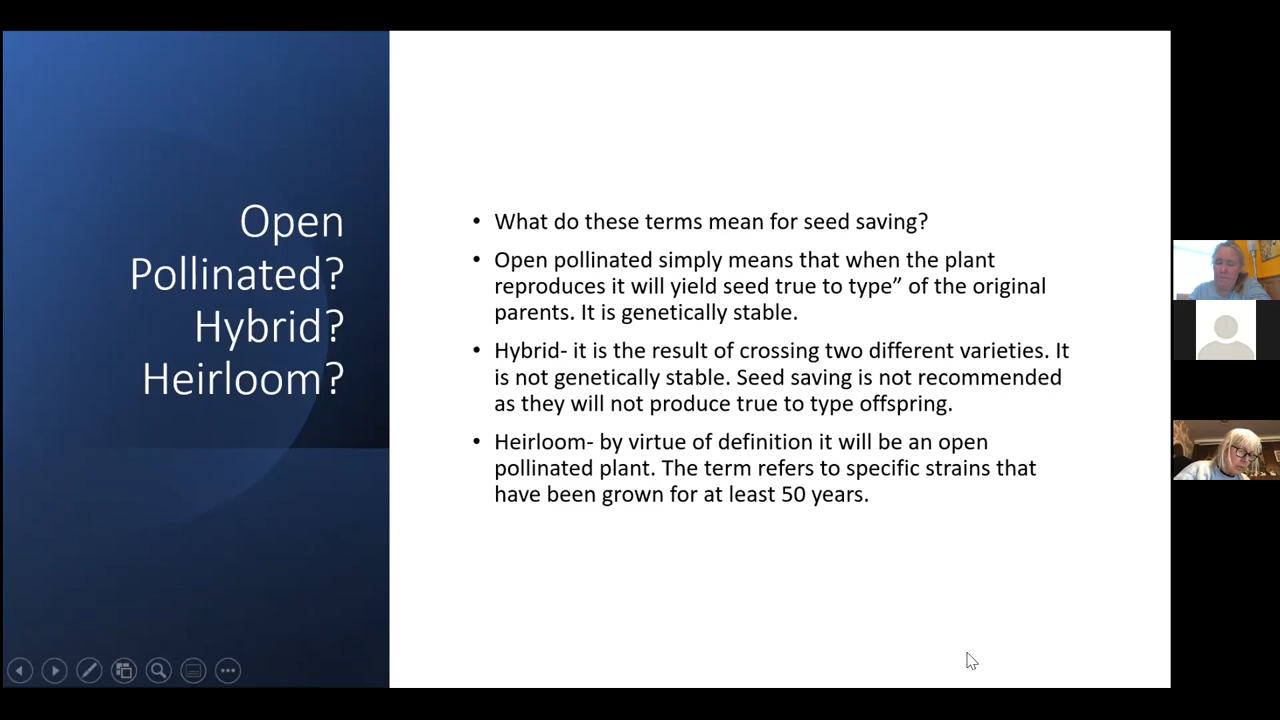 Open
Pollinated?
Hybrid?
Heirloom?
• What do these terms mean for seed saving?
• Open pollinated simply means that when the plant
reproduces it will yield seed true to type” of the original
parents. It is genetically stable.
• Hybrid- it is the result of crossing two different varieties. It
is not genetically stable. Seed saving is not recommended
as they will not produce true to type offspring.
• Heirloom- by virtue of definition it will be an open
pollinated plant. The term refers to specific strains that
have been grown for at least 50 years.